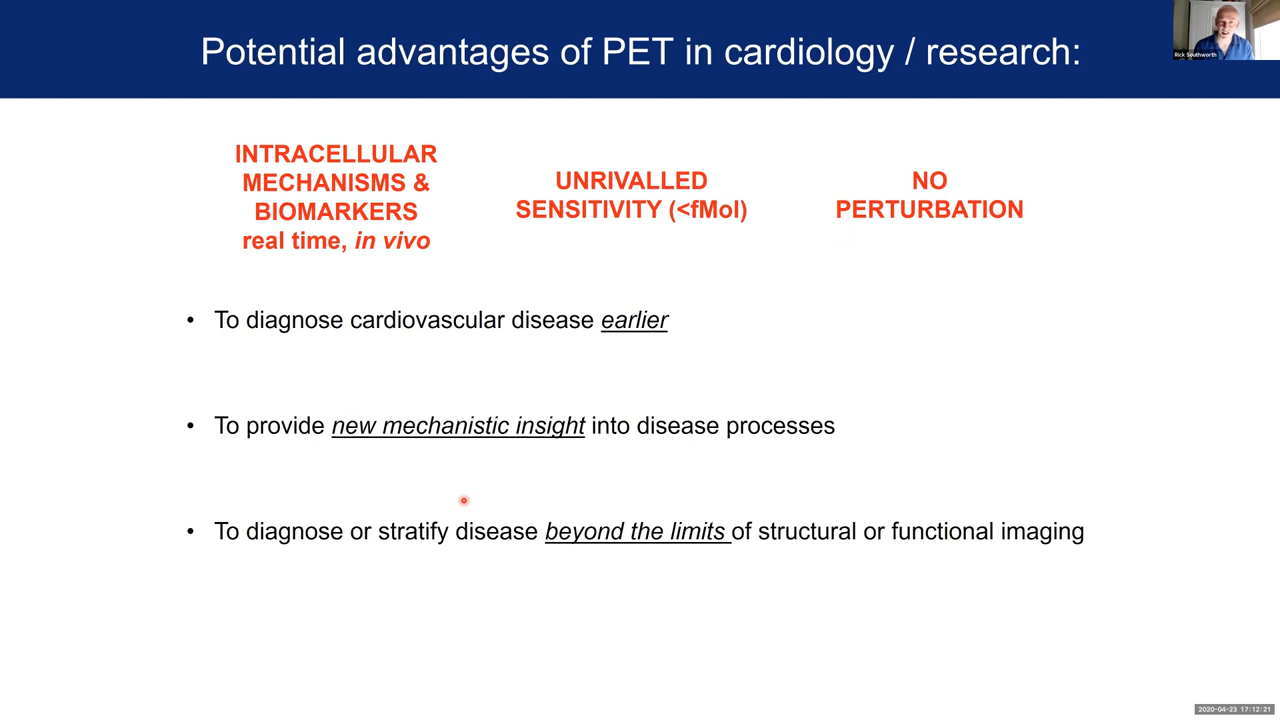 Potential advantages of PET in cardiology / research:
Rick Southworth
INTRACELLULAR
MECHANISMS &
BIOMARKERS
real time, in vivo
UNRIVALLED
SENSITIVITY (<fMol)
NO
PERTURBATION
• To diagnose cardiovascular disease earlier
• To provide new mechanistic insight into disease processes
• To diagnose or stratify disease beyond the limits of structural or functional imaging
2020-04-23 17:12:21